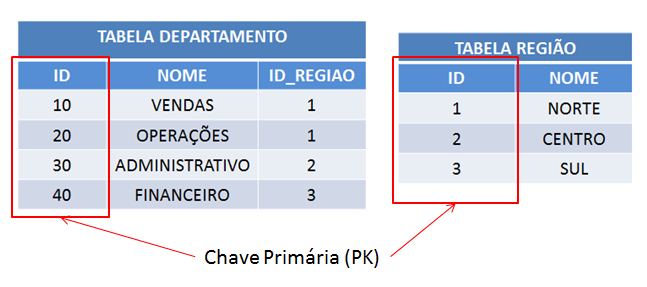 TABELA DEPARTAMENTO
ID NOME ID_REGIAO
10 VENDAS 1
20 OPERAÇÕES 1
30 ADMINISTRATIVO 2
40 FINANCEIRO 3
TABELA REGIÃO
ID NOME
1 NORTE
2 CENTRO
3 SUL
Chave Primária (PK)